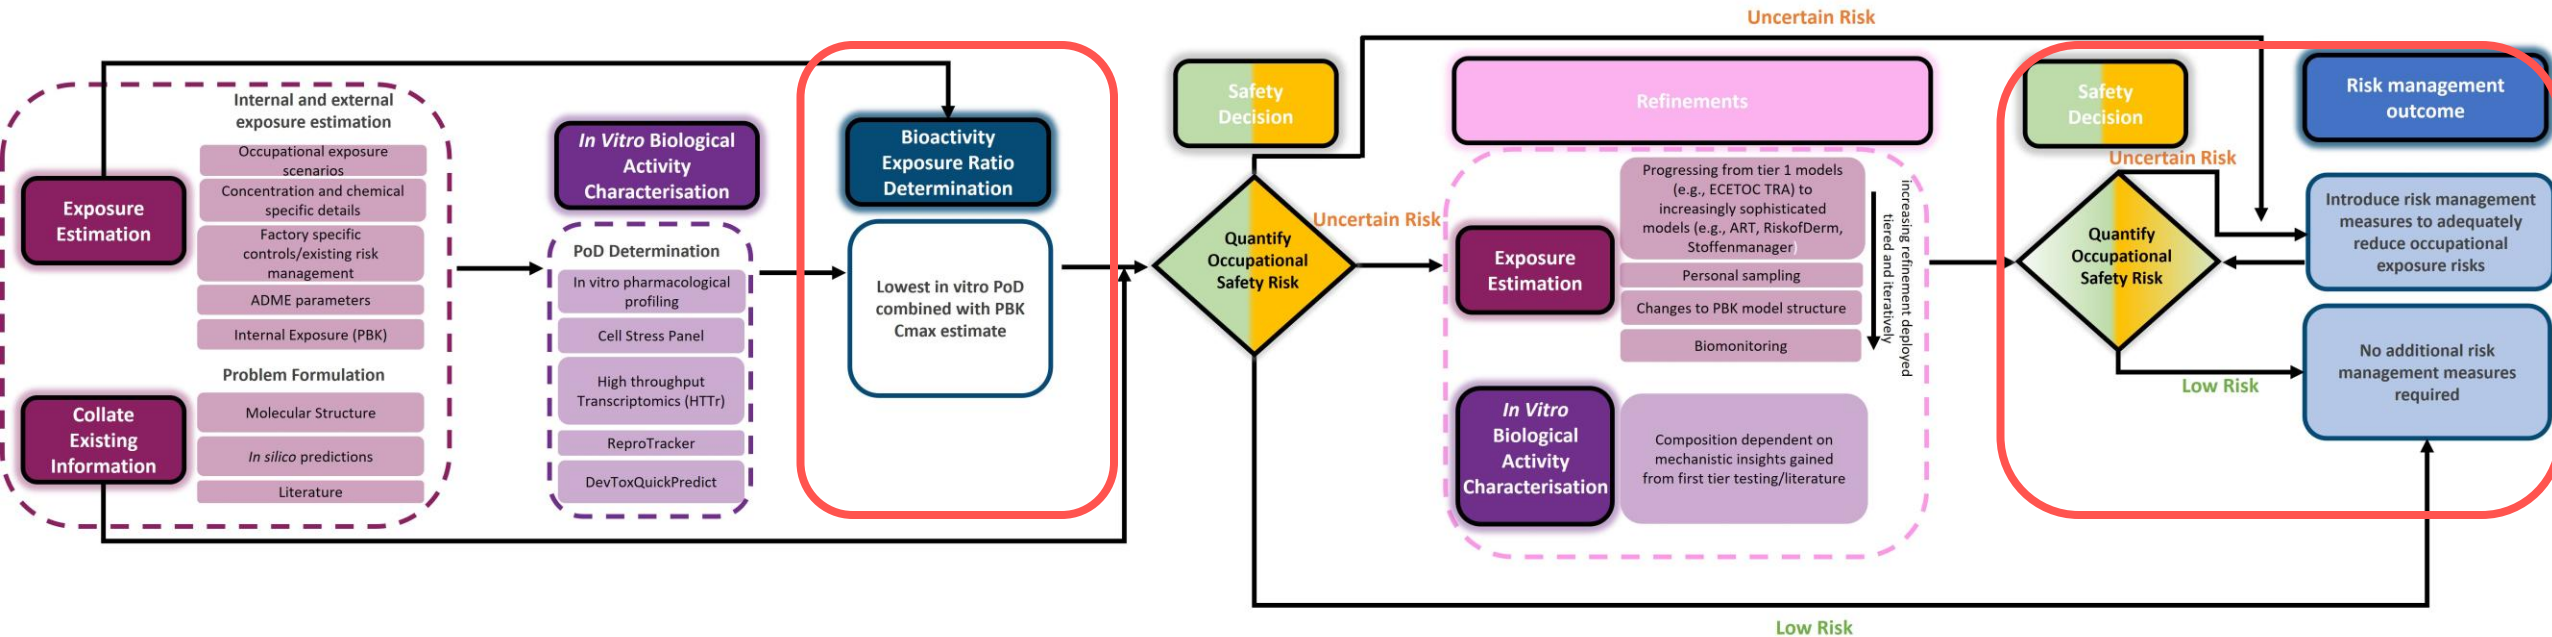 Uncertain Risk
Internal and external
exposure estimation
Exposure
Estimation
Occupational exposure
scenarios
Concentration and chemical
specific details
Factory specific
controls/existing risk
management
ADME parameters
Internal Exposure (PBK)
Problem Formulation
Collate
Existing
Information
Molecular Structure
In silico predictions
Literature
In Vitro Biological
Activity
Characterisation
PoD Determination
In vitro pharmacological
profiling
Cell Stress Panel
High throughput
Transcriptomics (HTTr)
ReproTracker
DevToxQuickPredict
Bioactivity
Exposure Ratio
Determination
Lowest in vitro PoD
combined with PBK
Cmax estimate
Safety
Decision
Quantify
Occupational
Safety Risk
Uncertain Risk
Refinements
Exposure
Estimation
Progressing from tier 1 models
(e.g., ECETOC TRA) to
increasingly sophisticated
models (e.g., ART, RiskofDerm,
Stoffenmanager)
Personal sampling
Changes to PBK model structure
Biomonitoring
increasing refinement deployed
tiered and iteratively
In Vitro
Biological
Activity
Characterisation
Composition dependent on
mechanistic insights gained
from first tier testing/literature
Safety
Decision
Uncertain Risk
Quantify
Occupational
Safety Risk
Low Risk
Risk management
outcome
Introduce risk management
measures to adequately
reduce occupational
exposure risks
No additional risk
management measures
required
Low Risk